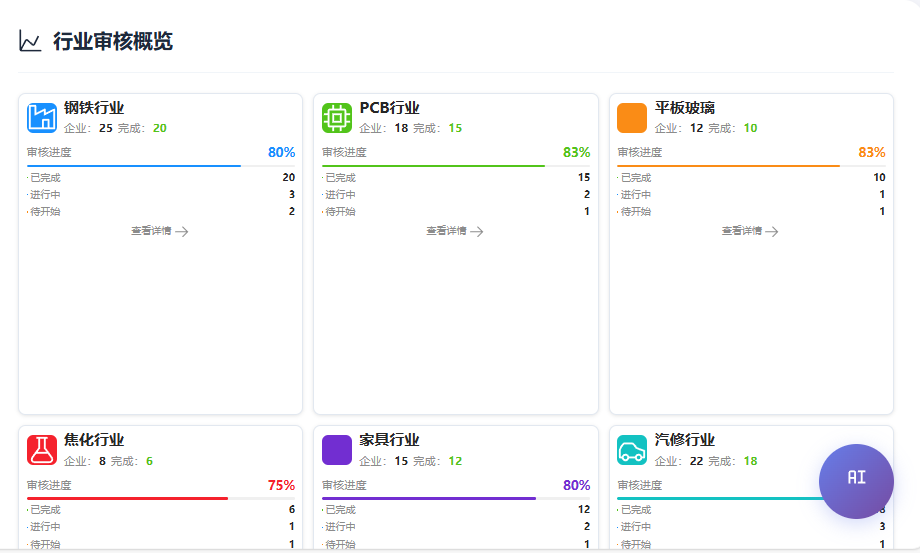 行业审核概览
钢铁行业
企业： 25 完成： 20
审核进度 80%
已完成 20
进行中 3
待开始 2
查看详情
PCB行业
企业： 18 完成： 15
审核进度 83%
已完成 15
进行中 2
待开始 1
查看详情
平板玻璃
企业： 12 完成： 10
审核进度 83%
已完成 10
进行中 1
待开始 1
查看详情
焦化行业
企业： 8 完成： 6
审核进度 75%
已完成 6
进行中 1
待开始 1
家具行业
企业： 15 完成： 12
审核进度 80%
已完成 12
进行中 2
待开始 1
汽修行业
企业： 22 完成： 18
审核进度
已完成
进行中 3
待开始 1
AI